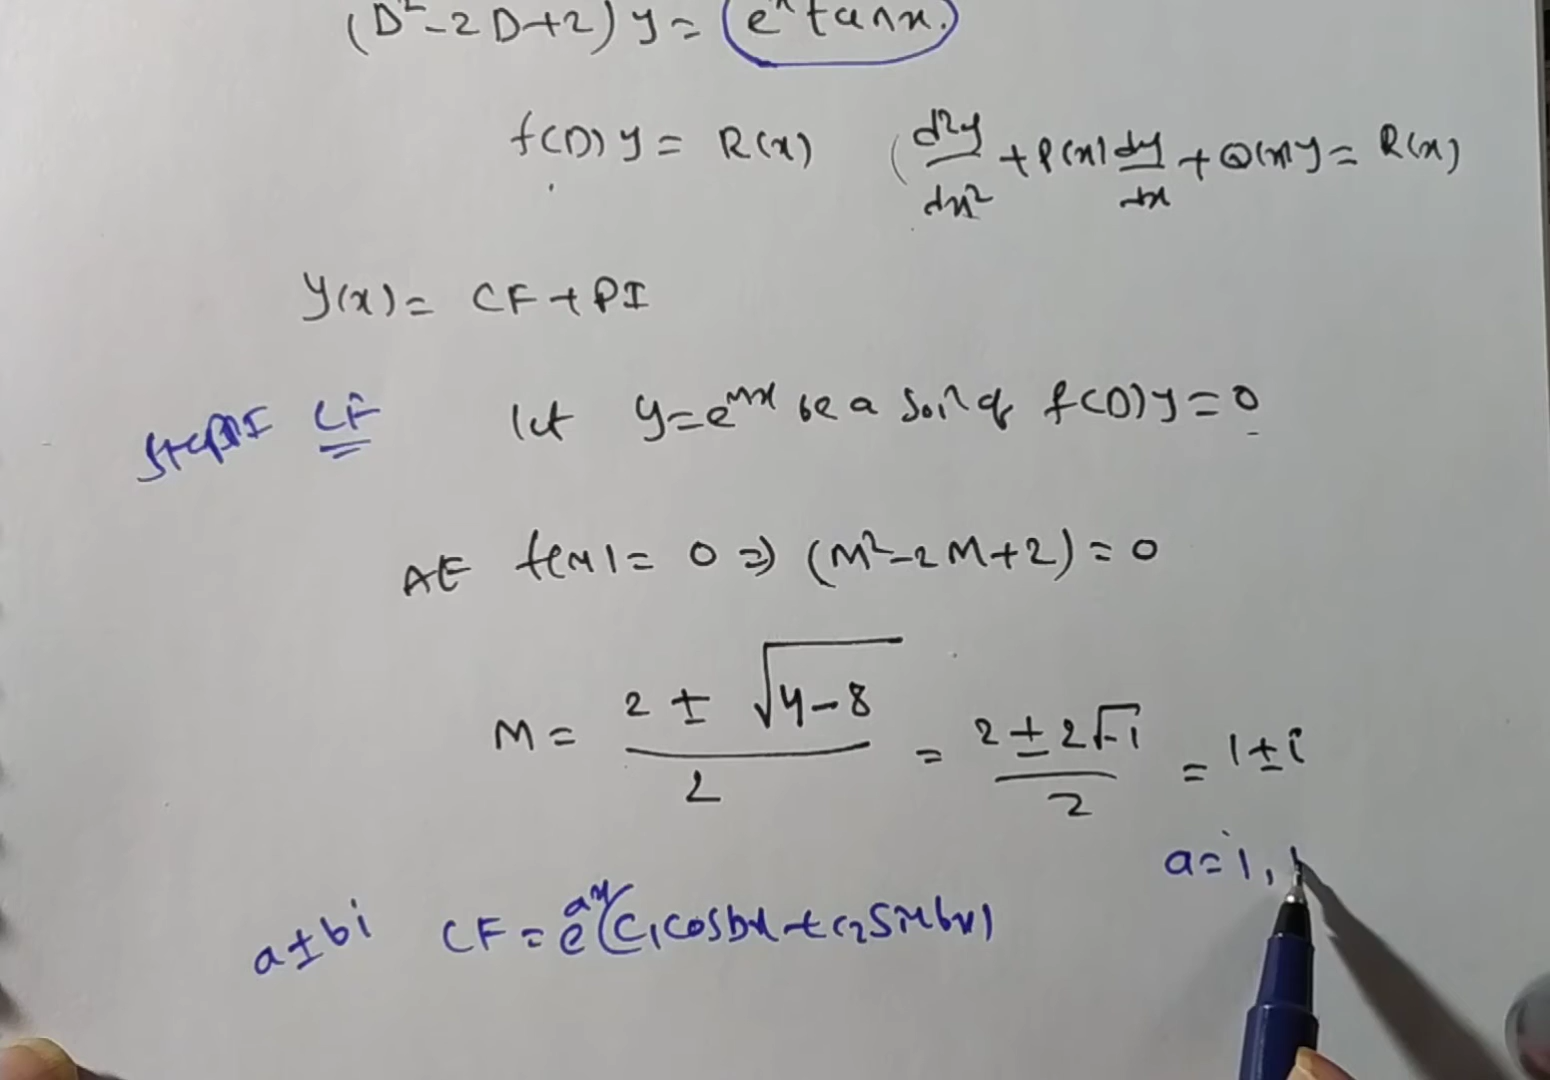 (D²-2D+2) y = eˣ tanx.
f(D) y = R(x) ( d²y/dx² + P(x) dy/dx + Q(x)y = R(x)
y(x) = CF + PI
Step I CF let y=e^mx be a solⁿ of f(D)y=0
AE f(M)= 0 ⇒ (M²-2M+2) = 0
M = (2 ± √4-8)/2 = (2 ± 2√-1)/2 = 1±i
a=1,
a±bi CF = e^ax(c₁cosbx+c₂sinbx)